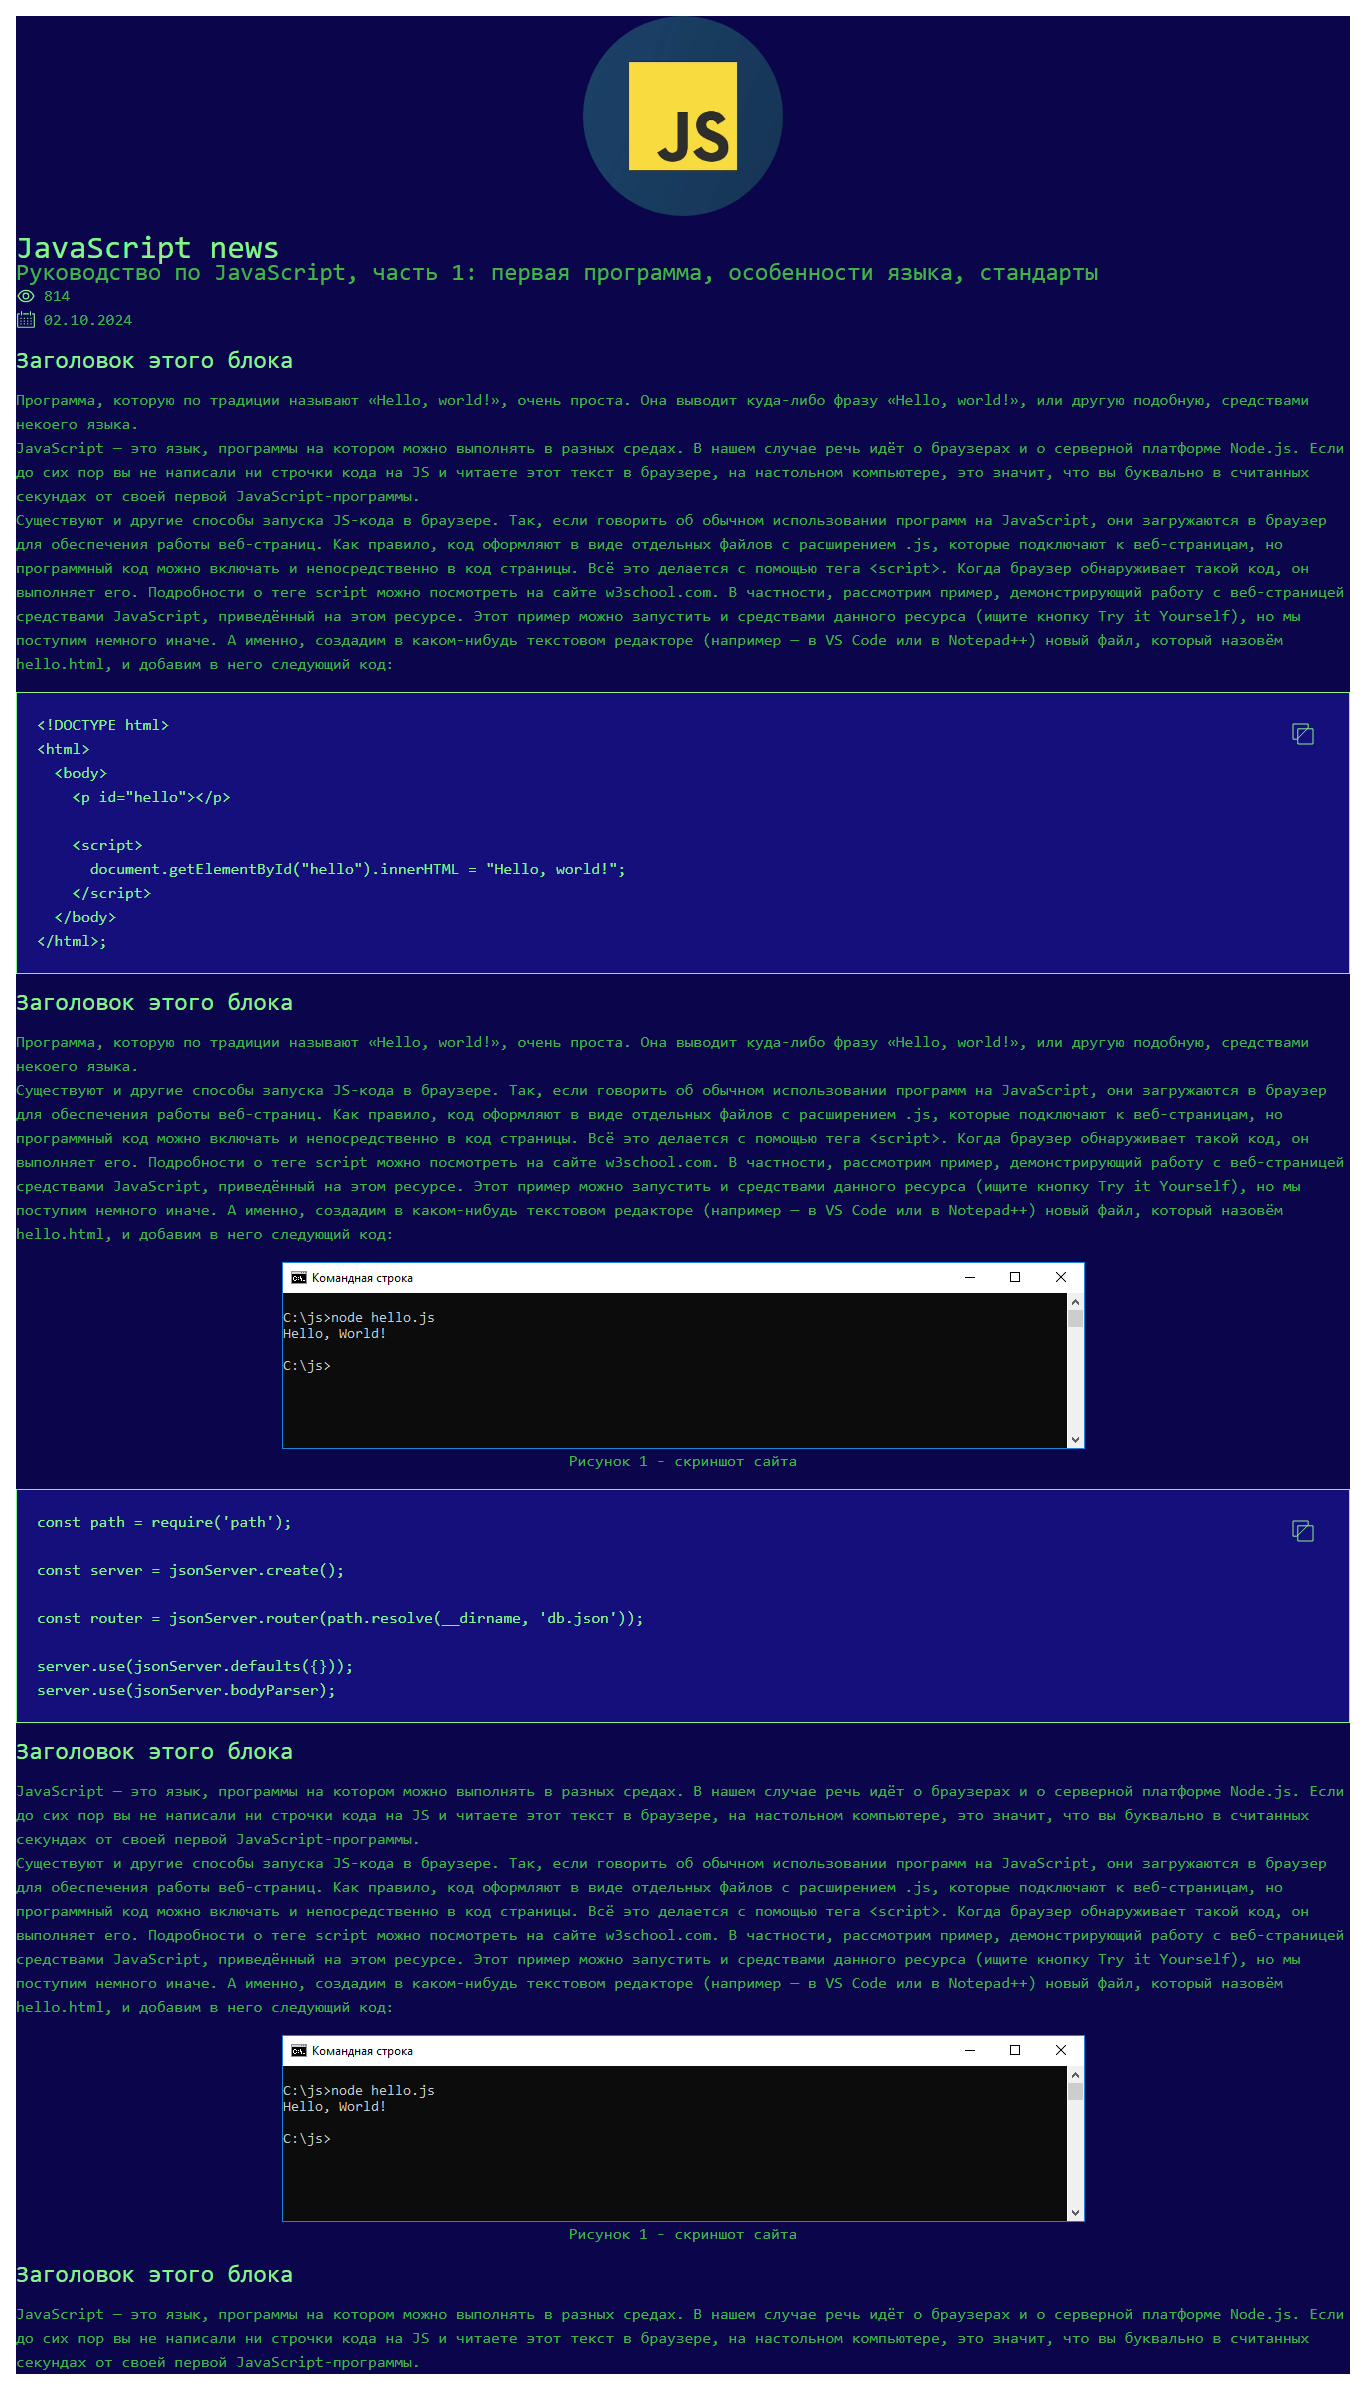 JS
JavaScript news
Руководство по JavaScript, часть 1: первая программа, особенности языка, стандарты
814
02.10.2024
Заголовок этого блока
Программа, которую по традиции называют «Hello, world!», очень проста. Она выводит куда-либо фразу «Hello, world!», или другую подобную, средствами
некоего языка.
JavaScript — это язык, программы на котором можно выполнять в разных средах. В нашем случае речь идёт о браузерах и о серверной платформе Node.js. Если
до сих пор вы не написали ни строчки кода на JS и читаете этот текст в браузере, на настольном компьютере, это значит, что вы буквально в считанных
секундах от своей первой JavaScript-программы.
Существуют и другие способы запуска JS-кода в браузере. Так, если говорить об обычном использовании программ на JavaScript, они загружаются в браузер
для обеспечения работы веб-страниц. Как правило, код оформляют в виде отдельных файлов с расширением .js, которые подключают к веб-страницам, но
программный код можно включать и непосредственно в код страницы. Всё это делается с помощью тега <script>. Когда браузер обнаруживает такой код, он
выполняет его. Подробности о теге script можно посмотреть на сайте w3school.com. В частности, рассмотрим пример, демонстрирующий работу с веб-страницей
средствами JavaScript, приведённый на этом ресурсе. Этот пример можно запустить и средствами данного ресурса (ищите кнопку Try it Yourself), но мы
поступим немного иначе. А именно, создадим в каком-нибудь текстовом редакторе (например — в VS Code или в Notepad++) новый файл, который назовём
hello.html, и добавим в него следующий код:
<!DOCTYPE html>
<html>
<body>
<p id="hello"></p>
<script>
document.getElementById("hello").innerHTML = "Hello, world!";
</script>
</body>
</html>;
Заголовок этого блока
Программа, которую по традиции называют «Hello, world!», очень проста. Она выводит куда-либо фразу «Hello, world!», или другую подобную, средствами
некоего языка.
Существуют и другие способы запуска JS-кода в браузере. Так, если говорить об обычном использовании программ на JavaScript, они загружаются в браузер
для обеспечения работы веб-страниц. Как правило, код оформляют в виде отдельных файлов с расширением .js, которые подключают к веб-страницам, но
программный код можно включать и непосредственно в код страницы. Всё это делается с помощью тега <script>. Когда браузер обнаруживает такой код, он
выполняет его. Подробности о теге script можно посмотреть на сайте w3school.com. В частности, рассмотрим пример, демонстрирующий работу с веб-страницей
средствами JavaScript, приведённый на этом ресурсе. Этот пример можно запустить и средствами данного ресурса (ищите кнопку Try it Yourself), но мы
поступим немного иначе. А именно, создадим в каком-нибудь текстовом редакторе (например — в VS Code или в Notepad++) новый файл, который назовём
hello.html, и добавим в него следующий код:
Командная строка
C:\js>node hello.js
Hello, World!
C:\js>
Рисунок 1 - скриншот сайта
const path = require('path');
const server = jsonServer.create();
const router = jsonServer.router(path.resolve(__dirname, 'db.json'));
server.use(jsonServer.defaults({}));
server.use(jsonServer.bodyParser);
Заголовок этого блока
JavaScript — это язык, программы на котором можно выполнять в разных средах. В нашем случае речь идёт о браузерах и о серверной платформе Node.js. Если
до сих пор вы не написали ни строчки кода на JS и читаете этот текст в браузере, на настольном компьютере, это значит, что вы буквально в считанных
секундах от своей первой JavaScript-программы.
Существуют и другие способы запуска JS-кода в браузере. Так, если говорить об обычном использовании программ на JavaScript, они загружаются в браузер
для обеспечения работы веб-страниц. Как правило, код оформляют в виде отдельных файлов с расширением .js, которые подключают к веб-страницам, но
программный код можно включать и непосредственно в код страницы. Всё это делается с помощью тега <script>. Когда браузер обнаруживает такой код, он
выполняет его. Подробности о теге script можно посмотреть на сайте w3school.com. В частности, рассмотрим пример, демонстрирующий работу с веб-страницей
средствами JavaScript, приведённый на этом ресурсе. Этот пример можно запустить и средствами данного ресурса (ищите кнопку Try it Yourself), но мы
поступим немного иначе. А именно, создадим в каком-нибудь текстовом редакторе (например — в VS Code или в Notepad++) новый файл, который назовём
hello.html, и добавим в него следующий код:
Командная строка
C:\js>node hello.js
Hello, World!
C:\js>
Рисунок 1 - скриншот сайта
Заголовок этого блока
JavaScript — это язык, программы на котором можно выполнять в разных средах. В нашем случае речь идёт о браузерах и о серверной платформе Node.js. Если
до сих пор вы не написали ни строчки кода на JS и читаете этот текст в браузере, на настольном компьютере, это значит, что вы буквально в считанных
секундах от своей первой JavaScript-программы.